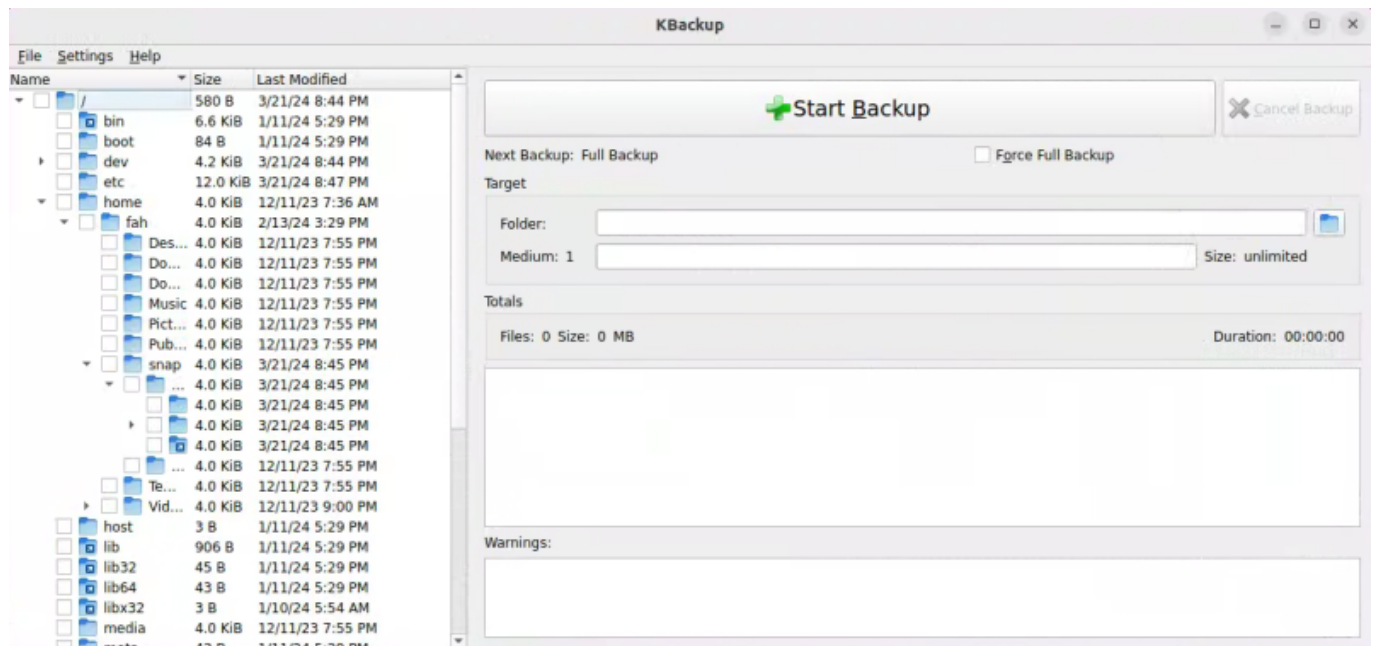 KBackup
File Settings Help
Name Size Last Modified
/ 580 B 3/21/24 8:44 PM
bin 6.6 KiB 1/11/24 5:29 PM
boot 84 B 1/11/24 5:29 PM
dev 4.2 KiB 3/21/24 8:44 PM
etc 12.0 KiB 3/21/24 8:47 PM
home 4.0 KiB 12/11/23 7:36 AM
fah 4.0 KiB 2/13/24 3:29 PM
Des... 4.0 KiB 12/11/23 7:55 PM
Do... 4.0 KiB 12/11/23 7:55 PM
Do... 4.0 KiB 12/11/23 7:55 PM
Music 4.0 KiB 12/11/23 7:55 PM
Pict... 4.0 KiB 12/11/23 7:55 PM
Pub... 4.0 KiB 12/11/23 7:55 PM
snap 4.0 KiB 3/21/24 8:45 PM
... 4.0 KiB 3/21/24 8:45 PM
4.0 KiB 3/21/24 8:45 PM
4.0 KiB 3/21/24 8:45 PM
4.0 KiB 3/21/24 8:45 PM
... 4.0 KiB 12/11/23 7:55 PM
Te... 4.0 KiB 12/11/23 7:55 PM
Vid... 4.0 KiB 12/11/23 9:00 PM
host 3 B 1/11/24 5:29 PM
lib 906 B 1/11/24 5:29 PM
lib32 45 B 1/11/24 5:29 PM
lib64 43 B 1/11/24 5:29 PM
libx32 3 B 1/10/24 5:54 AM
media 4.0 KiB 12/11/23 7:55 PM
Start Backup
Cancel Backup
Next Backup: Full Backup
Force Full Backup
Target
Folder:
Medium: 1
Size: unlimited
Totals
Files: 0 Size: 0 MB
Duration: 00:00:00
Warnings: